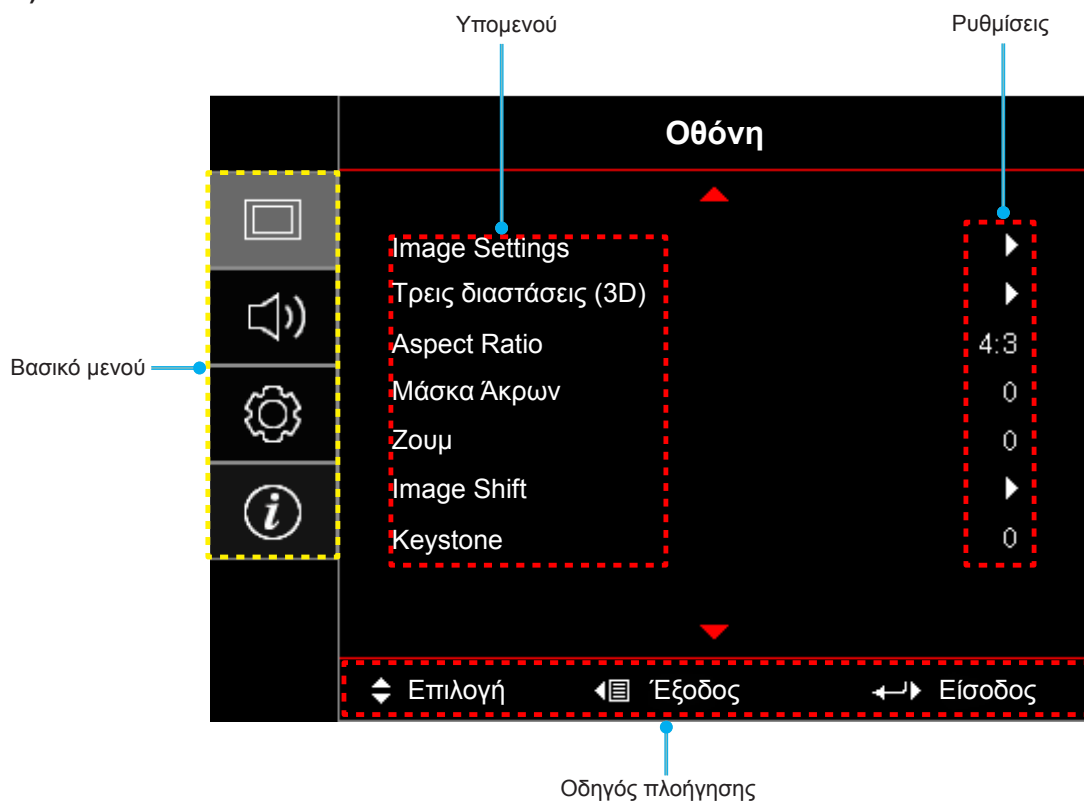 Υπομενού
Ρυθμίσεις
Οθόνη
Image Settings
Τρεις διαστάσεις (3D)
Aspect Ratio 4:3
Μάσκα Άκρων 0
Ζουμ 0
Image Shift
Keystone 0
Βασικό μενού
Επιλογή Έξοδος Είσοδος
Οδηγός πλοήγησης